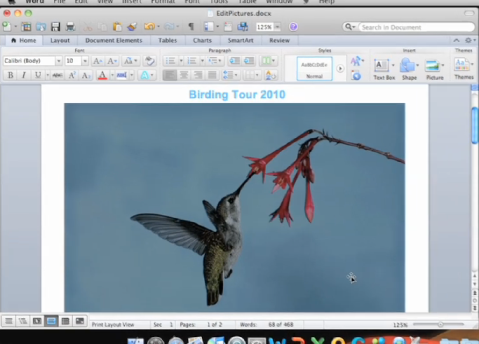 Word File Edit View Insert Format Font Tools Table Window Help
EditPictures.docx
125%
Search in Document
Home Layout Document Elements Tables Charts SmartArt Review
Font Paragraph Styles Insert Themes
Calibri (Body) 10
AaBbCcDdEe
Normal
Text Box Shape Picture Themes
B I U ABC
Birding Tour 2010
Print Layout View Sec 1 Pages: 1 of 2 Words: 68 of 466 125%